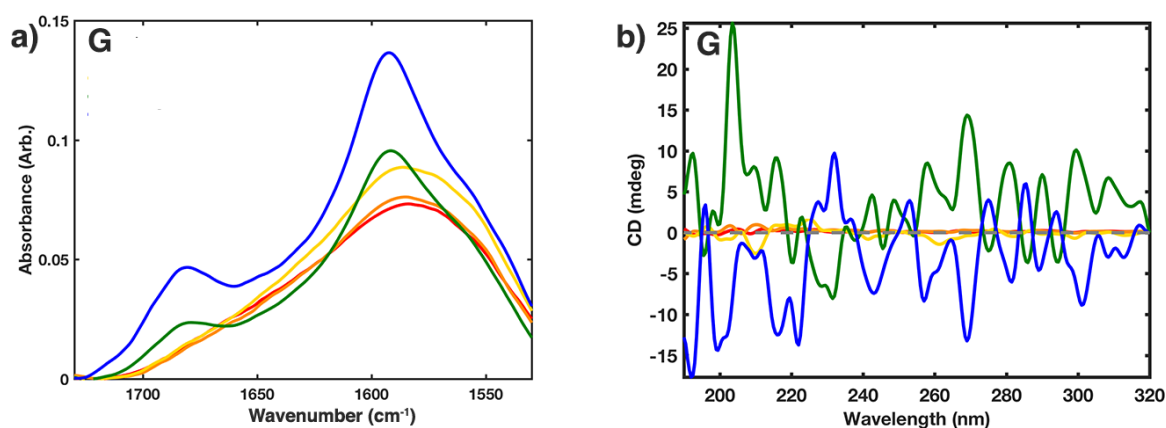 a)
G
0.15
0.1
0.05
0
Absorbance (Arb.)
1700 1650 1600 1550
Wavenumber (cm⁻¹)
b)
G
25
20
15
10
5
0
-5
-10
-15
CD (mdeg)
200 220 240 260 280 300 320
Wavelength (nm)